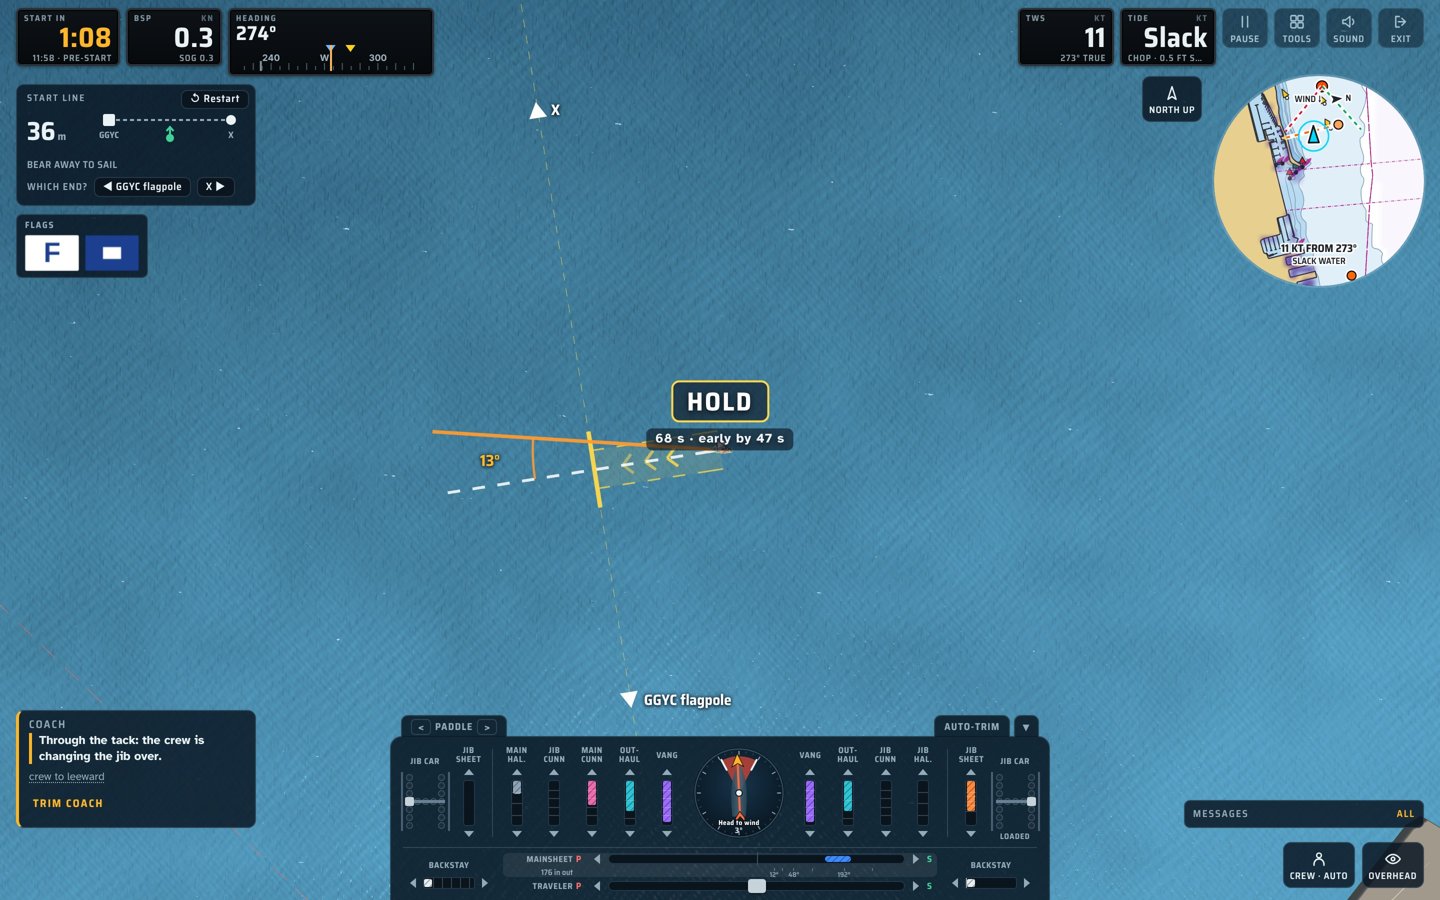 START IN
1:08
11:58 · PRE-START
BSP KN
0.3
SOG 0.3
HEADING
274°
240 W 300
TWS KT
11
273° TRUE
TIDE KT
Slack
CHOP · 0.5 FT S…
PAUSE
TOOLS
SOUND
EXIT
START LINE
Restart
36 m
GGYC X
BEAR AWAY TO SAIL
WHICH END? GGYC flagpole X
FLAGS
F
NORTH UP
WIND N
11 KT FROM 273°
SLACK WATER
X
HOLD
68 s · early by 47 s
13°
GGYC flagpole
COACH
Through the tack: the crew is
changing the jib over.
crew to leeward
TRIM COACH
< PADDLE >
AUTO-TRIM
JIB CAR
JIB SHEET
MAIN HAL.
JIB CUNN
MAIN CUNN
OUT-HAUL
VANG
Head to wind
3°
VANG
OUT-HAUL
JIB CUNN
JIB HAL.
JIB SHEET
JIB CAR
LOADED
BACKSTAY
MAINSHEET P S
176 in out
12° 48° 192°
TRAVELER P S
BACKSTAY
MESSAGES ALL
CREW · AUTO
OVERHEAD